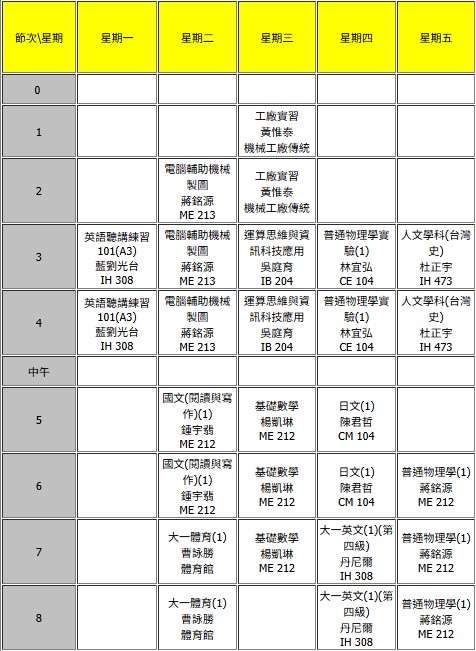 節次\星期 星期一 星期二 星期三 星期四 星期五
0
1
工廠實習
黃惟泰
機械工廠傳統
2
電腦輔助機械
製圖
蔣銘源
ME 213
工廠實習
黃惟泰
機械工廠傳統
3
英語聽講練習
101(A3)
藍劉光台
IH 308
電腦輔助機械
製圖
蔣銘源
ME 213
運算思維與資
訊科技應用
吳庭育
IB 204
普通物理學實
驗(1)
林宜弘
CE 104
人文學科(台灣
史)
杜正宇
IH 473
4
英語聽講練習
101(A3)
藍劉光台
IH 308
電腦輔助機械
製圖
蔣銘源
ME 213
運算思維與資
訊科技應用
吳庭育
IB 204
普通物理學實
驗(1)
林宜弘
CE 104
人文學科(台灣
史)
杜正宇
IH 473
中午
5
國文(閱讀與寫
作)(1)
鍾宇翡
ME 212
基礎數學
楊凱琳
ME 212
日文(1)
陳君哲
CM 104
6
國文(閱讀與寫
作)(1)
鍾宇翡
ME 212
基礎數學
楊凱琳
ME 212
日文(1)
陳君哲
CM 104
普通物理學(1)
蔣銘源
ME 212
7
大一體育(1)
曹詠勝
體育館
基礎數學
楊凱琳
ME 212
大一英文(1)(第
四級)
丹尼爾
IH 308
普通物理學(1)
蔣銘源
ME 212
8
大一體育(1)
曹詠勝
體育館
大一英文(1)(第
四級)
丹尼爾
IH 308
普通物理學(1)
蔣銘源
ME 212